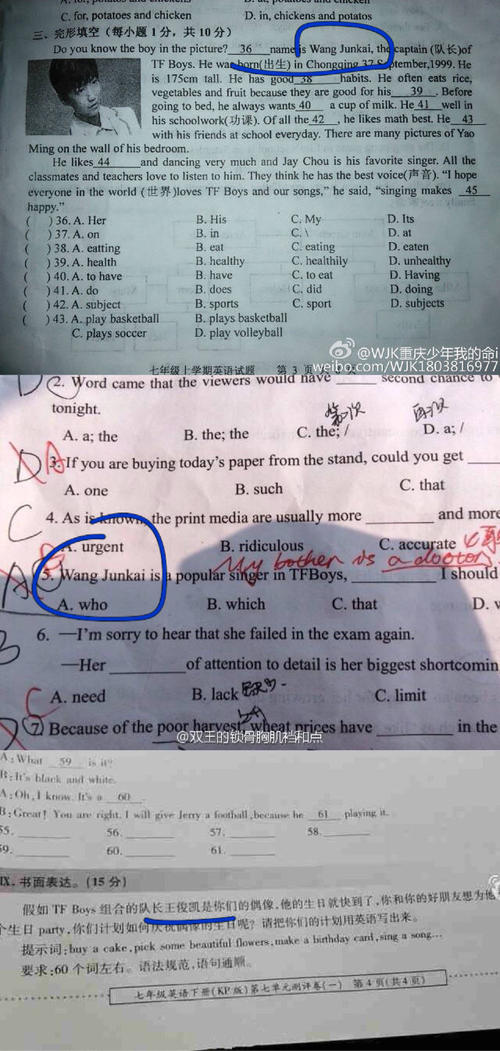 C. for, potatoes and chicken D. in, chickens and potatos
三、完形填空（每小题 1 分，共 10 分）
Do you know the boy in the picture? 36 name is Wang Junkai, the captain (队长)of
TF Boys. He was born(出生) in Chongqing 37 September,1999. He
is 175cm tall. He has good 38 habits. He often eats rice,
vegetables and fruit because they are good for his 39 . Before
going to bed, he always wants 40 a cup of milk. He 41 well in
his schoolwork(功课). Of all the 42 , he likes math best. He 43
with his friends at school everyday. There are many pictures of Yao
Ming on the wall of his bedroom.
He likes 44 and dancing very much and Jay Chou is his favorite singer. All the
classmates and teachers love to listen to him. They think he has the best voice(声音). “I hope
everyone in the world (世界)loves TF Boys and our songs,” he said, “singing makes 45
happy.”
( ) 36. A. Her B. His C. My D. Its
( ) 37. A. on B. in C. \ D. at
( ) 38. A. eatting B. eat C. eating D. eaten
( ) 39. A. health B. healthy C. healthily D. unhealthy
( ) 40. A. to have B. have C. to eat D. Having
( ) 41. A. do B. does C. did D. doing
( ) 42. A. subject B. sports C. sport D. subjects
( ) 43. A. play basketball B. plays basketball
C. plays soccer D. play volleyball
@WJK重庆少年我的命i
weibo.com/WJK1803816977
七年级上学期英语试题 第 3 页
2. Word came that the viewers would have ____ second chance to
tonight.
A. a; the B. the; the C. the; / D. a; /
D A 3. If you are buying today’s paper from the stand, could you get ____
A. one B. such C. that
C 4. As is known, the print media are usually more ____ and more
A. urgent B. ridiculous C. accurate
My bother is a doctor
A 5. Wang Junkai is a popular singer in TFBoys, ____ I should
A. who B. which C. that D.
B 6. —I’m sorry to hear that she failed in the exam again.
—Her ____ of attention to detail is her biggest shortcomin
C A. need B. lack C. limit
7 Because of the poor harvest, wheat prices have ____ in the
@双王的锁骨胸肌裆和点
A: What 59 is it?
B: It's black and white.
A: Oh, I know. It's a 60 .
B: Great! You are right. I will give Jerry a football, because he 61 playing it.
55. 56. 57. 58.
59. 60. 61.
IX. 书面表达。（15 分）
假如 TF Boys 组合的队长王俊凯是你们的偶像，他的生日就快到了，你和你的好朋友想为他
个生日 party，你们计划如何庆祝偶像的生日呢？请把你们的计划用英语写出来。
提示词：buy a cake, pick some beautiful flowers, make a birthday card, sing a song…
要求：60 个词左右。语法规范，语句通顺。
七年级英语下册(KP 版)第七单元测评卷(一) 第 4 页(共 4 页)